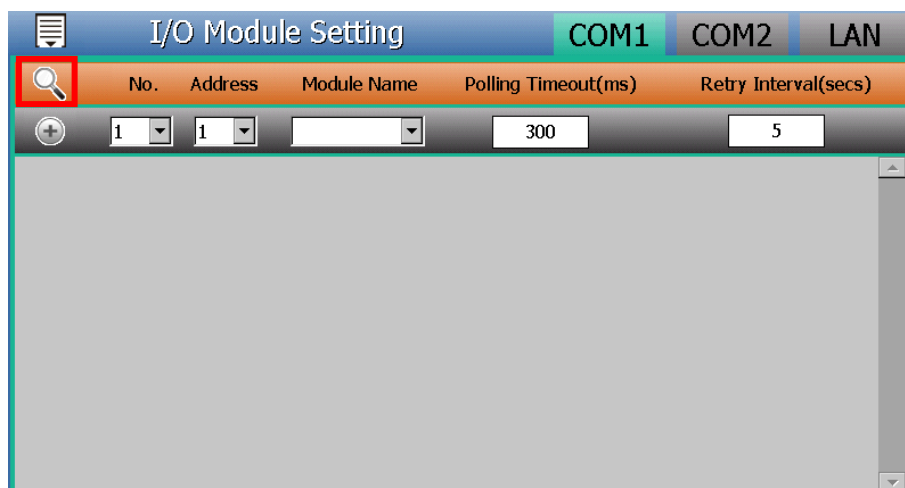 I/O Module Setting COM1 COM2 LAN
No. Address Module Name Polling Timeout(ms) Retry Interval(secs)
1 1 300 5